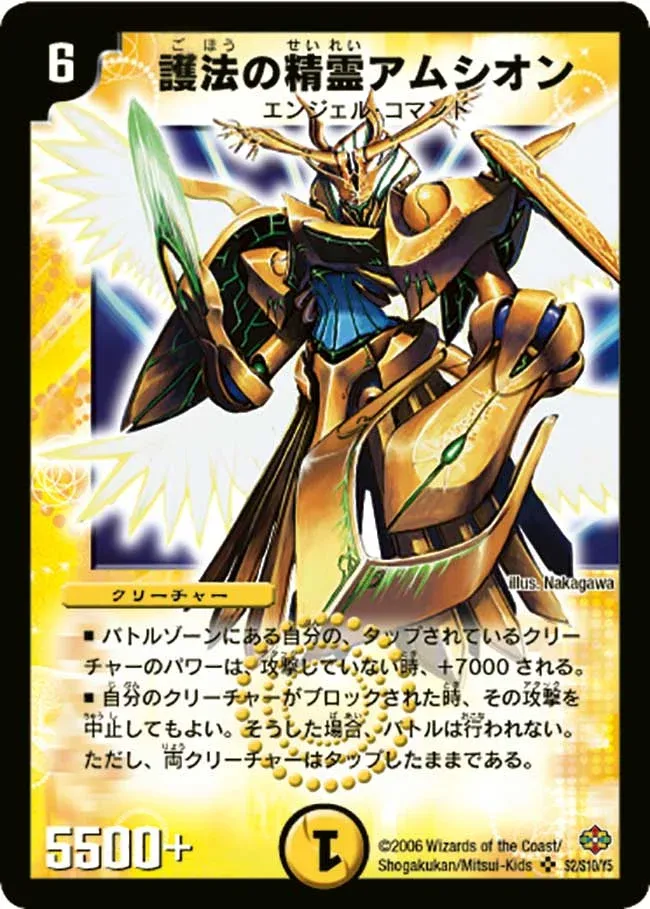 6
ごほう せいれい
護法の精霊アムシオン
エンジェル・コマンド
illus. Nakagawa
クリーチャー
■ バトルゾーンにある自分の、タップされているクリー
チャーのパワーは、攻撃していない時、+7000 される。
■ 自分のクリーチャーがブロックされた時、その攻撃を
中止してもよい。そうした場合、バトルは行われない。
ただし、両クリーチャーはタップしたままである。
5500+
1
©2006 Wizards of the Coast/
Shogakukan/Mitsui-Kids S2/S10/Y5